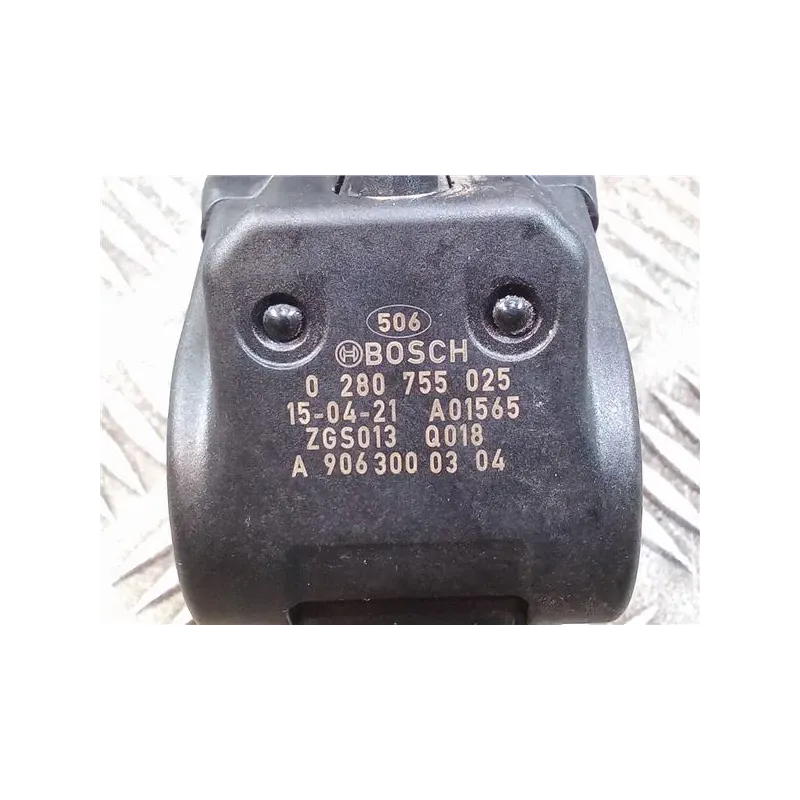 506
BOSCH
0 280 755 025
15-04-21 A01565
ZGS013 Q018
A 906 300 03 04